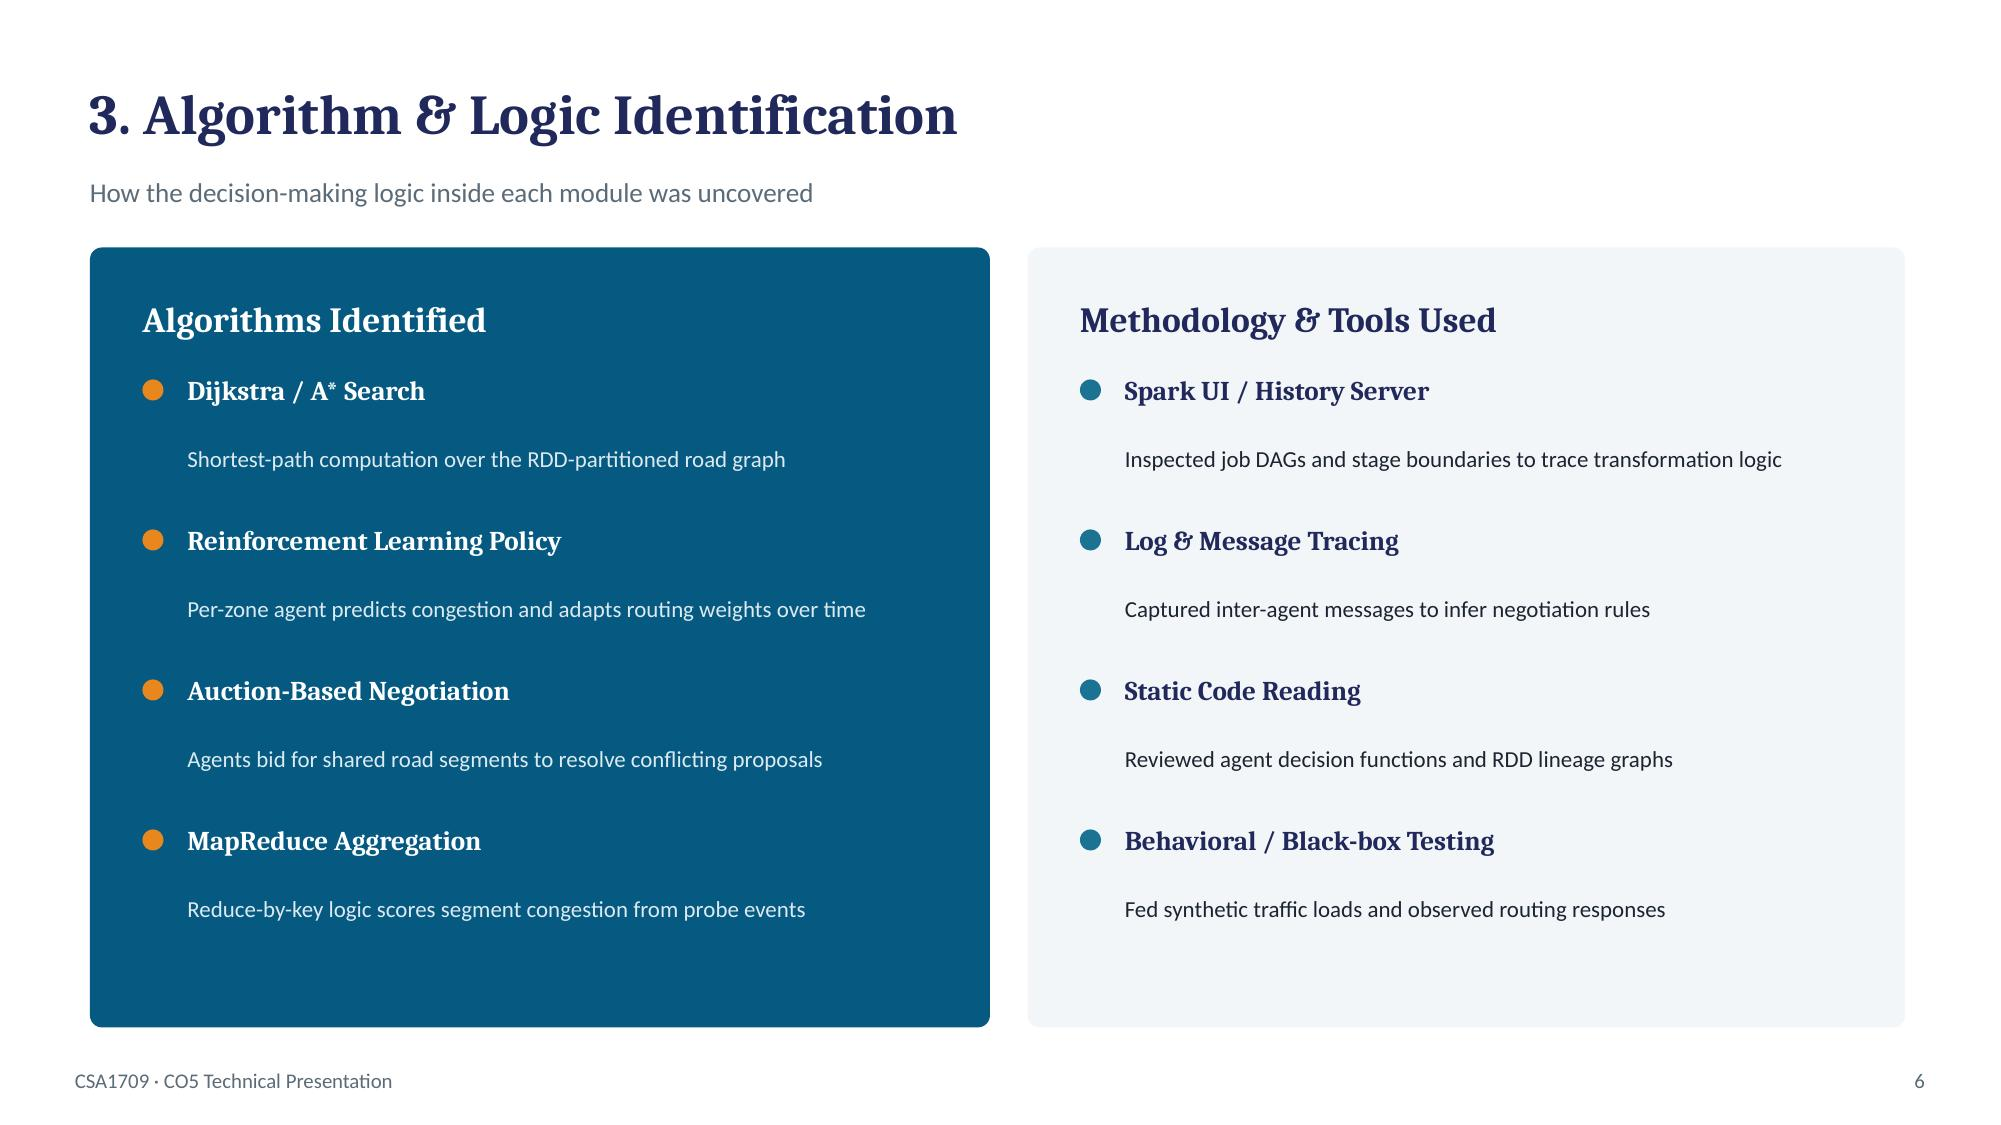 3. Algorithm & Logic Identification
How the decision-making logic inside each module was uncovered
Algorithms Identified
Dijkstra / A* Search
Shortest-path computation over the RDD-partitioned road graph
Reinforcement Learning Policy
Per-zone agent predicts congestion and adapts routing weights over time
Auction-Based Negotiation
Agents bid for shared road segments to resolve conflicting proposals
MapReduce Aggregation
Reduce-by-key logic scores segment congestion from probe events
Methodology & Tools Used
Spark UI / History Server
Inspected job DAGs and stage boundaries to trace transformation logic
Log & Message Tracing
Captured inter-agent messages to infer negotiation rules
Static Code Reading
Reviewed agent decision functions and RDD lineage graphs
Behavioral / Black-box Testing
Fed synthetic traffic loads and observed routing responses
CSA1709 · CO5 Technical Presentation
6